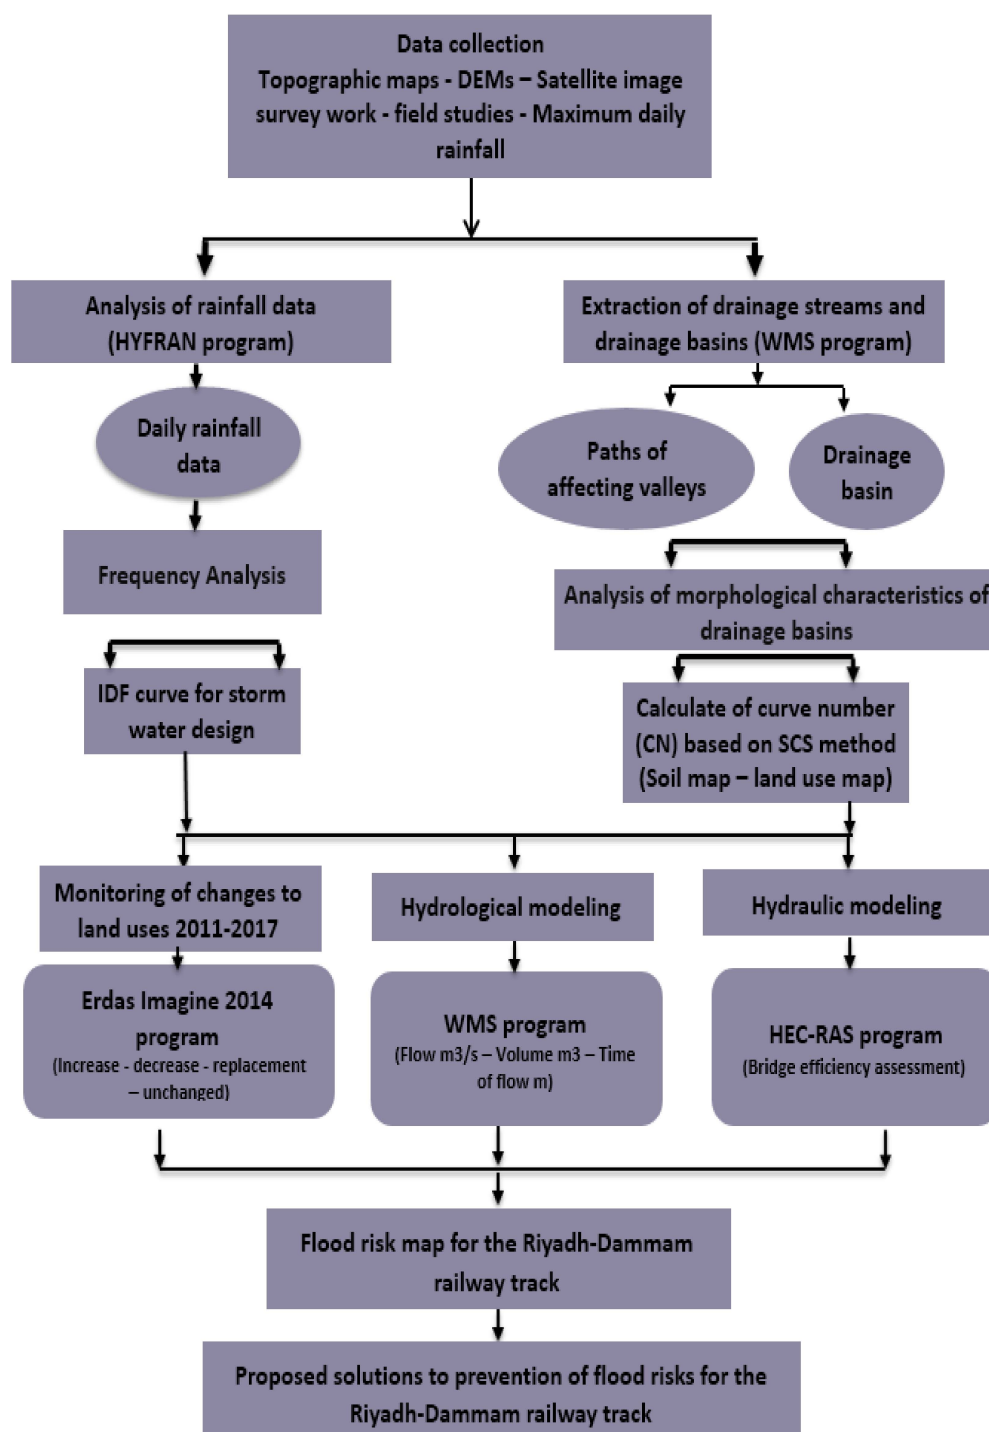 Data collection
Topographic maps - DEMs – Satellite image
survey work - field studies - Maximum daily
rainfall
Analysis of rainfall data
(HYFRAN program)
Extraction of drainage streams and
drainage basins (WMS program)
Daily rainfall
data
Paths of
affecting valleys
Drainage
basin
Frequency Analysis
Analysis of morphological characteristics of
drainage basins
IDF curve for storm
water design
Calculate of curve number
(CN) based on SCS method
(Soil map – land use map)
Monitoring of changes to
land uses 2011-2017
Hydrological modeling
Hydraulic modeling
Erdas Imagine 2014
program
(Increase - decrease - replacement
– unchanged)
WMS program
(Flow m3/s – Volume m3 – Time
of flow m)
HEC-RAS program
(Bridge efficiency assessment)
Flood risk map for the Riyadh-Dammam
railway track
Proposed solutions to prevention of flood risks for the
Riyadh-Dammam railway track